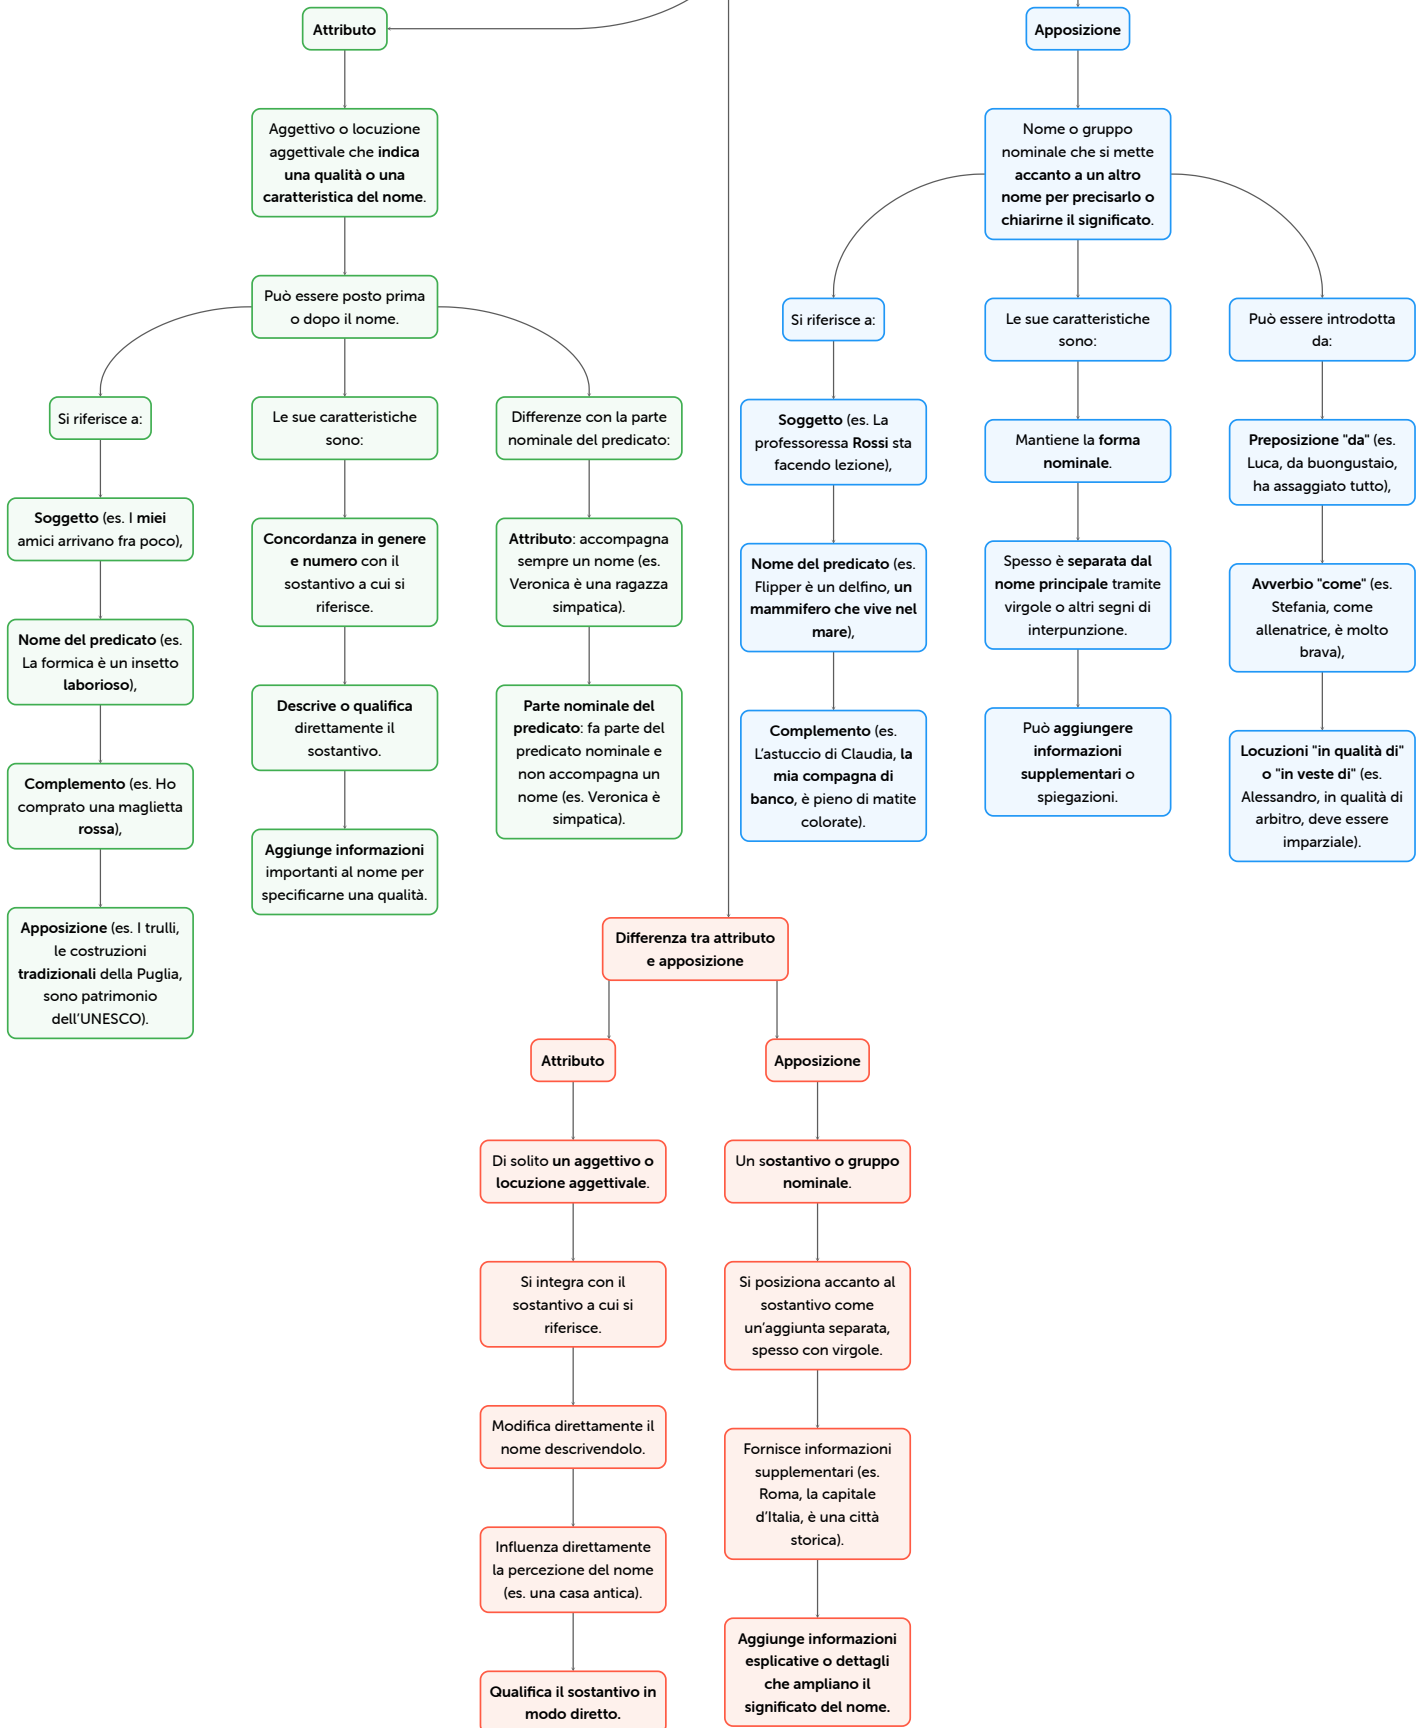 Attributo
Aggettivo o locuzione
aggettivale che indica
una qualità o una
caratteristica del nome.
Può essere posto prima
o dopo il nome.
Si riferisce a:
Soggetto (es. I miei
amici arrivano fra poco),
Nome del predicato (es.
La formica è un insetto
laborioso),
Complemento (es. Ho
comprato una maglietta
rossa),
Apposizione (es. I trulli,
le costruzioni
tradizionali della Puglia,
sono patrimonio
dell'UNESCO).
Le sue caratteristiche
sono:
Concordanza in genere
e numero con il
sostantivo a cui si
riferisce.
Descrive o qualifica
direttamente il
sostantivo.
Aggiunge informazioni
importanti al nome per
specificarne una qualità.
Differenze con la parte
nominale del predicato:
Attributo: accompagna
sempre un nome (es.
Veronica è una ragazza
simpatica).
Parte nominale del
predicato: fa parte del
predicato nominale e
non accompagna un
nome (es. Veronica è
simpatica).
Apposizione
Nome o gruppo
nominale che si mette
accanto a un altro
nome per precisarlo o
chiarirne il significato.
Si riferisce a:
Soggetto (es. La
professoressa Rossi sta
facendo lezione),
Nome del predicato (es.
Flipper è un delfino, un
mammifero che vive nel
mare),
Complemento (es.
L'astuccio di Claudia, la
mia compagna di
banco, è pieno di matite
colorate).
Le sue caratteristiche
sono:
Mantiene la forma
nominale.
Spesso è separata dal
nome principale tramite
virgole o altri segni di
interpunzione.
Può aggiungere
informazioni
supplementari o
spiegazioni.
Può essere introdotta
da:
Preposizione "da" (es.
Luca, da buongustaio,
ha assaggiato tutto),
Avverbio "come" (es.
Stefania, come
allenatrice, è molto
brava),
Locuzioni "in qualità di"
o "in veste di" (es.
Alessandro, in qualità di
arbitro, deve essere
imparziale).
Differenza tra attributo
e apposizione
Attributo
Di solito un aggettivo o
locuzione aggettivale.
Si integra con il
sostantivo a cui si
riferisce.
Modifica direttamente il
nome descrivendolo.
Influenza direttamente
la percezione del nome
(es. una casa antica).
Qualifica il sostantivo in
modo diretto.
Apposizione
Un sostantivo o gruppo
nominale.
Si posiziona accanto al
sostantivo come
un'aggiunta separata,
spesso con virgole.
Fornisce informazioni
supplementari (es.
Roma, la capitale
d'Italia, è una città
storica).
Aggiunge informazioni
esplicative o dettagli
che ampliano il
significato del nome.